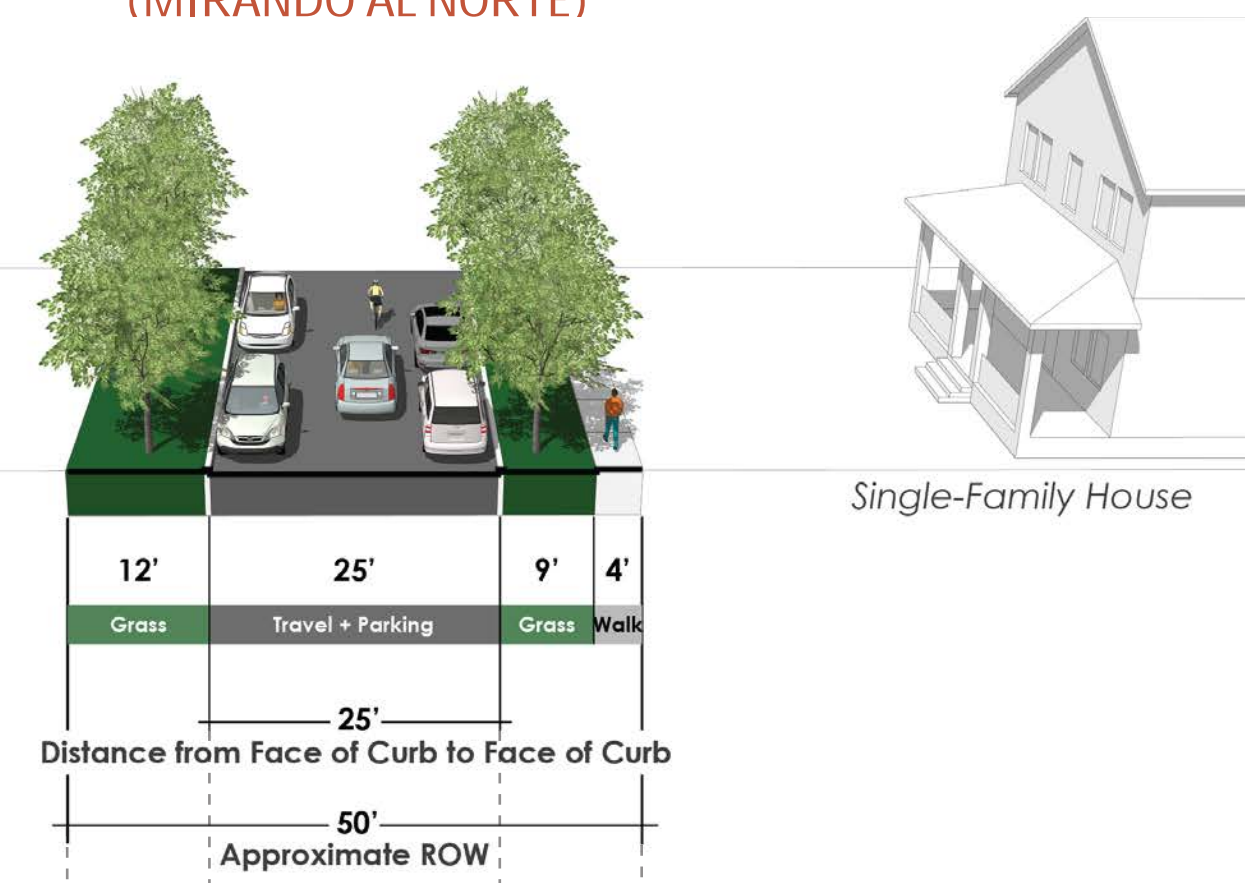 (MIRANDO AL NORTE)
Single-Family House
12’ 25’ 9’ 4’
Grass Travel + Parking Grass Walk
25’
Distance from Face of Curb to Face of Curb
50’
Approximate ROW